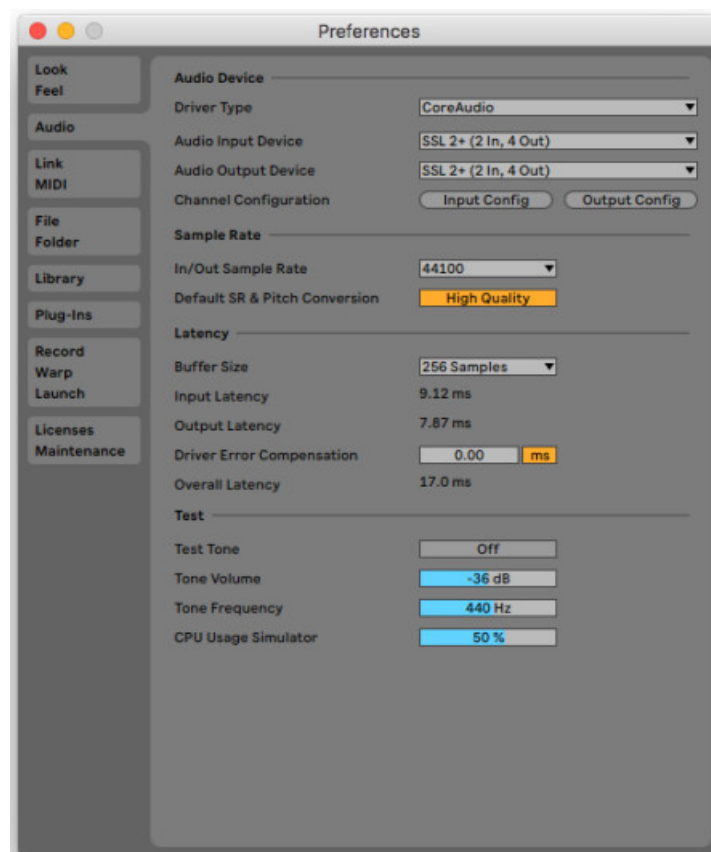 Preferences
Look
Feel
Audio
Link
MIDI
File
Folder
Library
Plug-Ins
Record
Warp
Launch
Licenses
Maintenance
Audio Device
Driver Type CoreAudio
Audio Input Device SSL 2+ (2 In, 4 Out)
Audio Output Device SSL 2+ (2 In, 4 Out)
Channel Configuration Input Config Output Config
Sample Rate
In/Out Sample Rate 44100
Default SR & Pitch Conversion High Quality
Latency
Buffer Size 256 Samples
Input Latency 9.12 ms
Output Latency 7.87 ms
Driver Error Compensation 0.00 ms
Overall Latency 17.0 ms
Test
Test Tone Off
Tone Volume -36 dB
Tone Frequency 440 Hz
CPU Usage Simulator 50 %